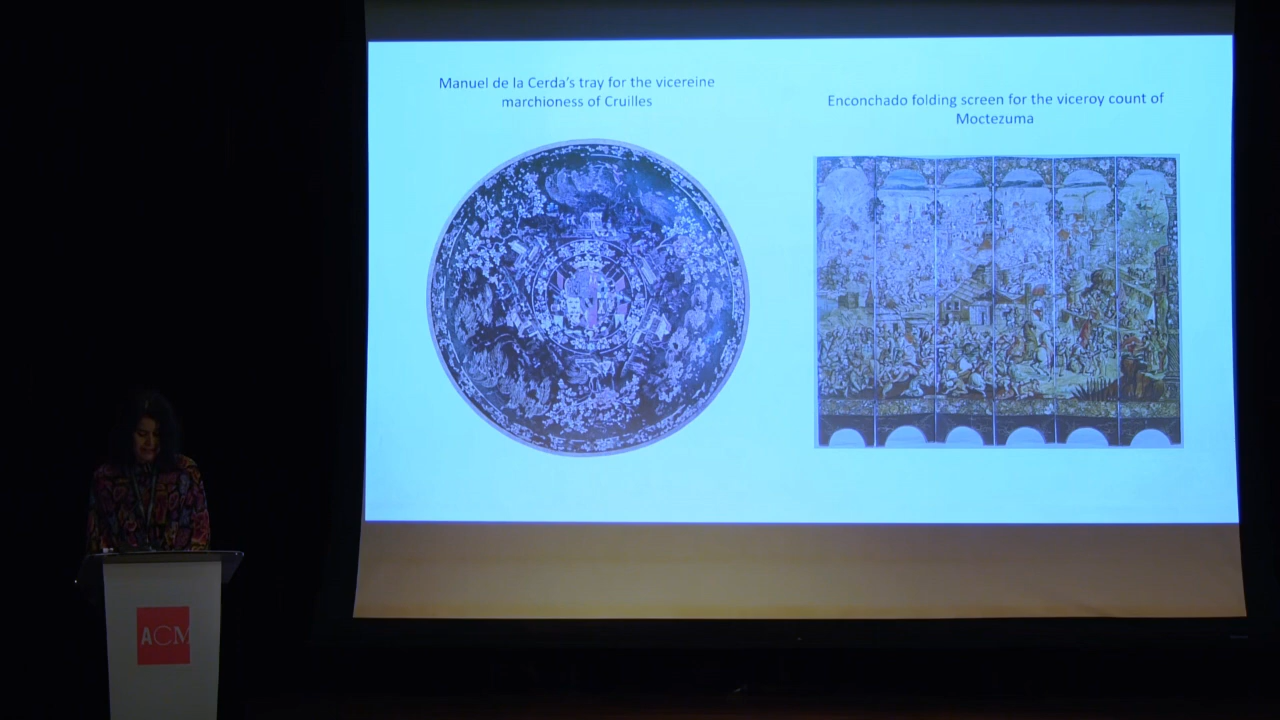 Manuel de la Cerda's tray for the vicereine
marchioness of Cruilles
Enconchado folding screen for the viceroy count of
Moctezuma
ACM